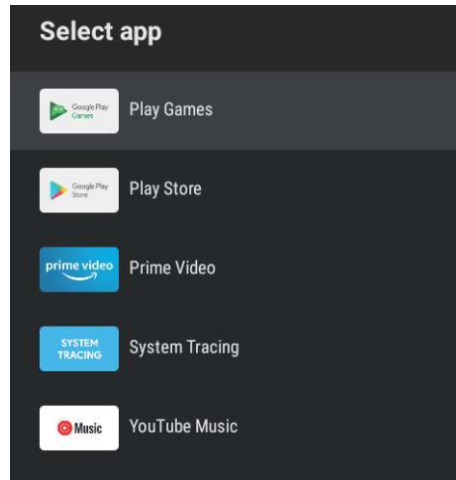 Select app
Google Play
Games
Play Games
Google Play
Store
Play Store
prime video
Prime Video
SYSTEM
TRACING
System Tracing
Music
YouTube Music